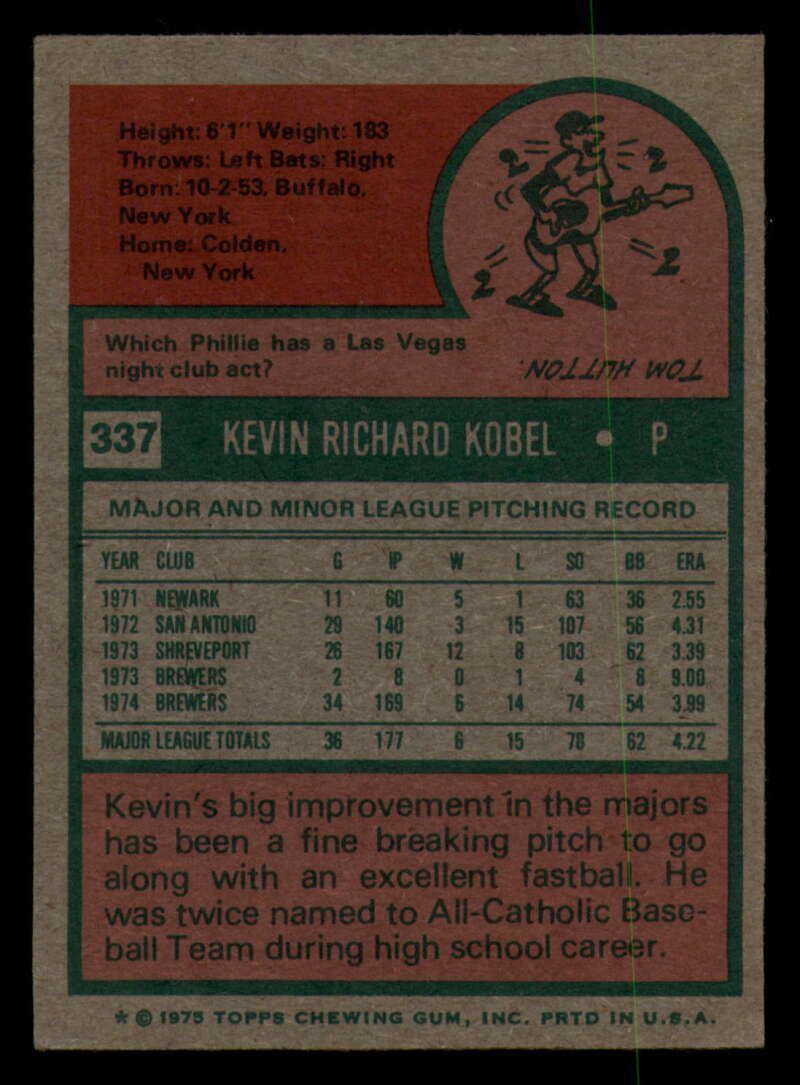 Height: 6'1" Weight: 183
Throws: Left Bats: Right
Born: 10-2-53, Buffalo,
New York
Home: Colden,
New York
2 2
2 2
Which Phillie has a Las Vegas
night club act?
TOM HUTTON.
337 KEVIN RICHARD KOBEL • P
MAJOR AND MINOR LEAGUE PITCHING RECORD
YEAR CLUB G IP W L SO BB ERA
1971 NEWARK 11 60 5 1 63 36 2.55
1972 SAN ANTONIO 29 140 3 15 107 56 4.31
1973 SHREVEPORT 26 167 12 8 103 62 3.39
1973 BREWERS 2 8 0 1 4 8 9.00
1974 BREWERS 34 169 6 14 74 54 3.99
MAJOR LEAGUE TOTALS 36 177 6 15 78 62 4.22
Kevin's big improvement in the majors
has been a fine breaking pitch to go
along with an excellent fastball. He
was twice named to All-Catholic Base-
ball Team during high school career.
* © 1975 TOPPS CHEWING GUM, INC. PRTD IN U.S.A.